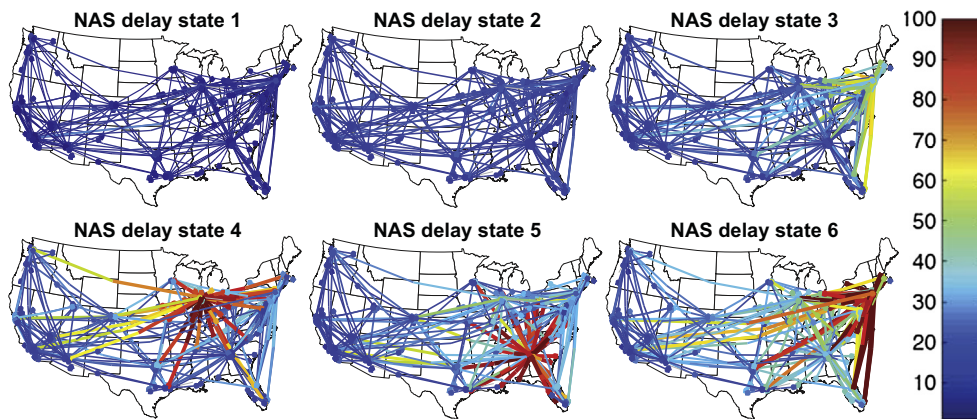 NAS delay state 1
NAS delay state 2
NAS delay state 3
NAS delay state 4
NAS delay state 5
NAS delay state 6
100
90
80
70
60
50
40
30
20
10